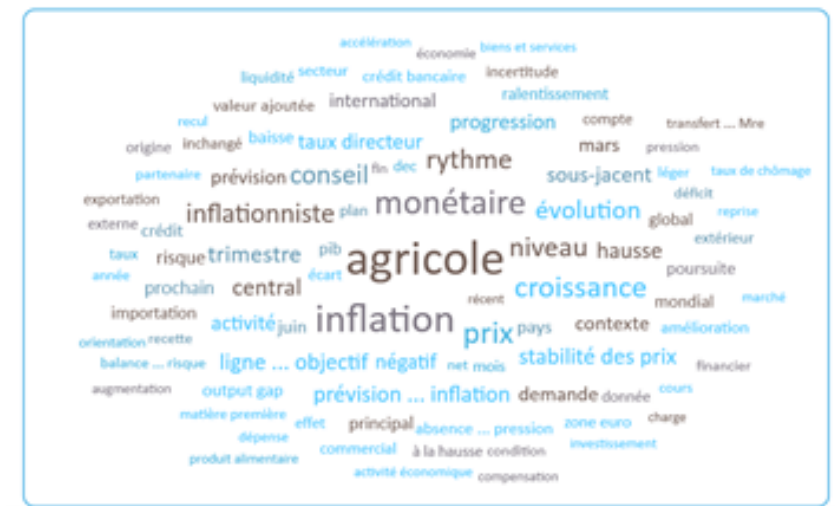 accélération économie biens et services
liquidité secteur crédit bancaire incertitude
valeur ajoutée international ralentissement
recul progression compte transfert ... Mre
origine inchangé baisse taux directeur rythme mars pression
partenaire prévision conseil fin dec sous-jacent léger taux de chômage
exportation inflationniste plan monétaire évolution global déficit reprise
externe crédit extérieur
taux risque trimestre pib agricole niveau hausse poursuite
année prochain central écart récent croissance mondial marché
importation activité juin inflation prix pays contexte amélioration
orientation recette
balance ... risque ligne ... objectif négatif net mois stabilité des prix financier
augmentation output gap prévision ... inflation demande donnée cours
matière première effet principal absence ... pression zone euro charge
dépense commercial à la hausse condition investissement
produit alimentaire
activité économique compensation